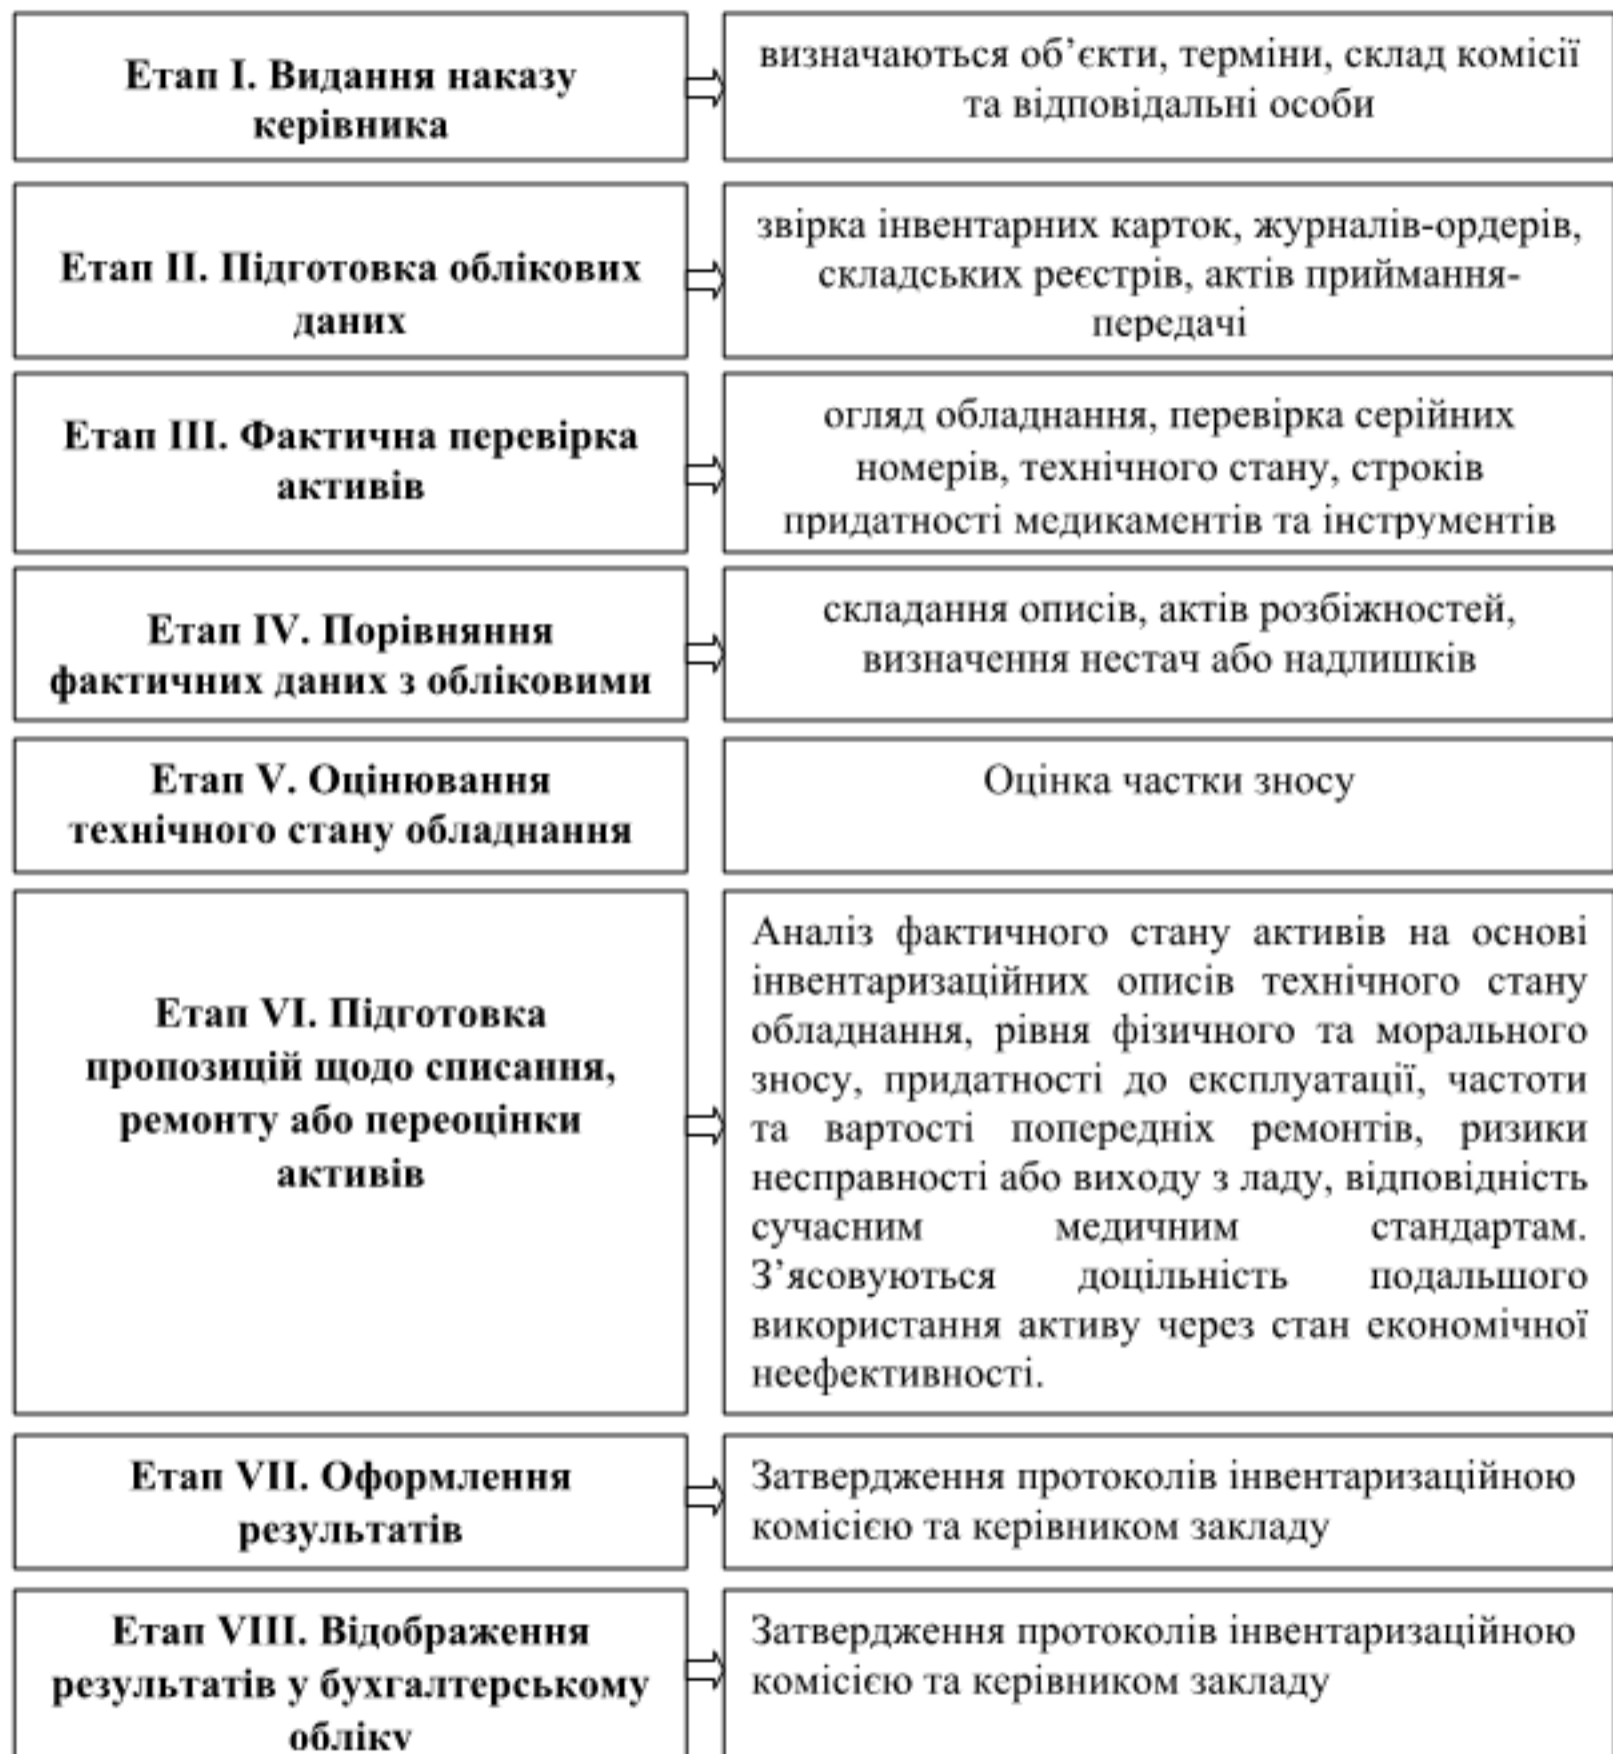 Етап І. Видання наказу
керівника
визначаються об’єкти, терміни, склад комісії
та відповідальні особи
Етап ІІ. Підготовка облікових
даних
звірка інвентарних карток, журналів-ордерів,
складських реєстрів, актів приймання-
передачі
Етап ІІІ. Фактична перевірка
активів
огляд обладнання, перевірка серійних
номерів, технічного стану, строків
придатності медикаментів та інструментів
Етап IV. Порівняння
фактичних даних з обліковими
складання описів, актів розбіжностей,
визначення нестач або надлишків
Етап V. Оцінювання
технічного стану обладнання
Оцінка частки зносу
Етап VI. Підготовка
пропозицій щодо списання,
ремонту або переоцінки
активів
Аналіз фактичного стану активів на основі
інвентаризаційних описів технічного стану
обладнання, рівня фізичного та морального
зносу, придатності до експлуатації, частоти
та вартості попередніх ремонтів, ризики
несправності або виходу з ладу, відповідність
сучасним медичним стандартам.
З’ясовуються доцільність подальшого
використання активу через стан економічної
неефективності.
Етап VII. Оформлення
результатів
Затвердження протоколів інвентаризаційною
комісією та керівником закладу
Етап VIII. Відображення
результатів у бухгалтерському
обліку
Затвердження протоколів інвентаризаційною
комісією та керівником закладу